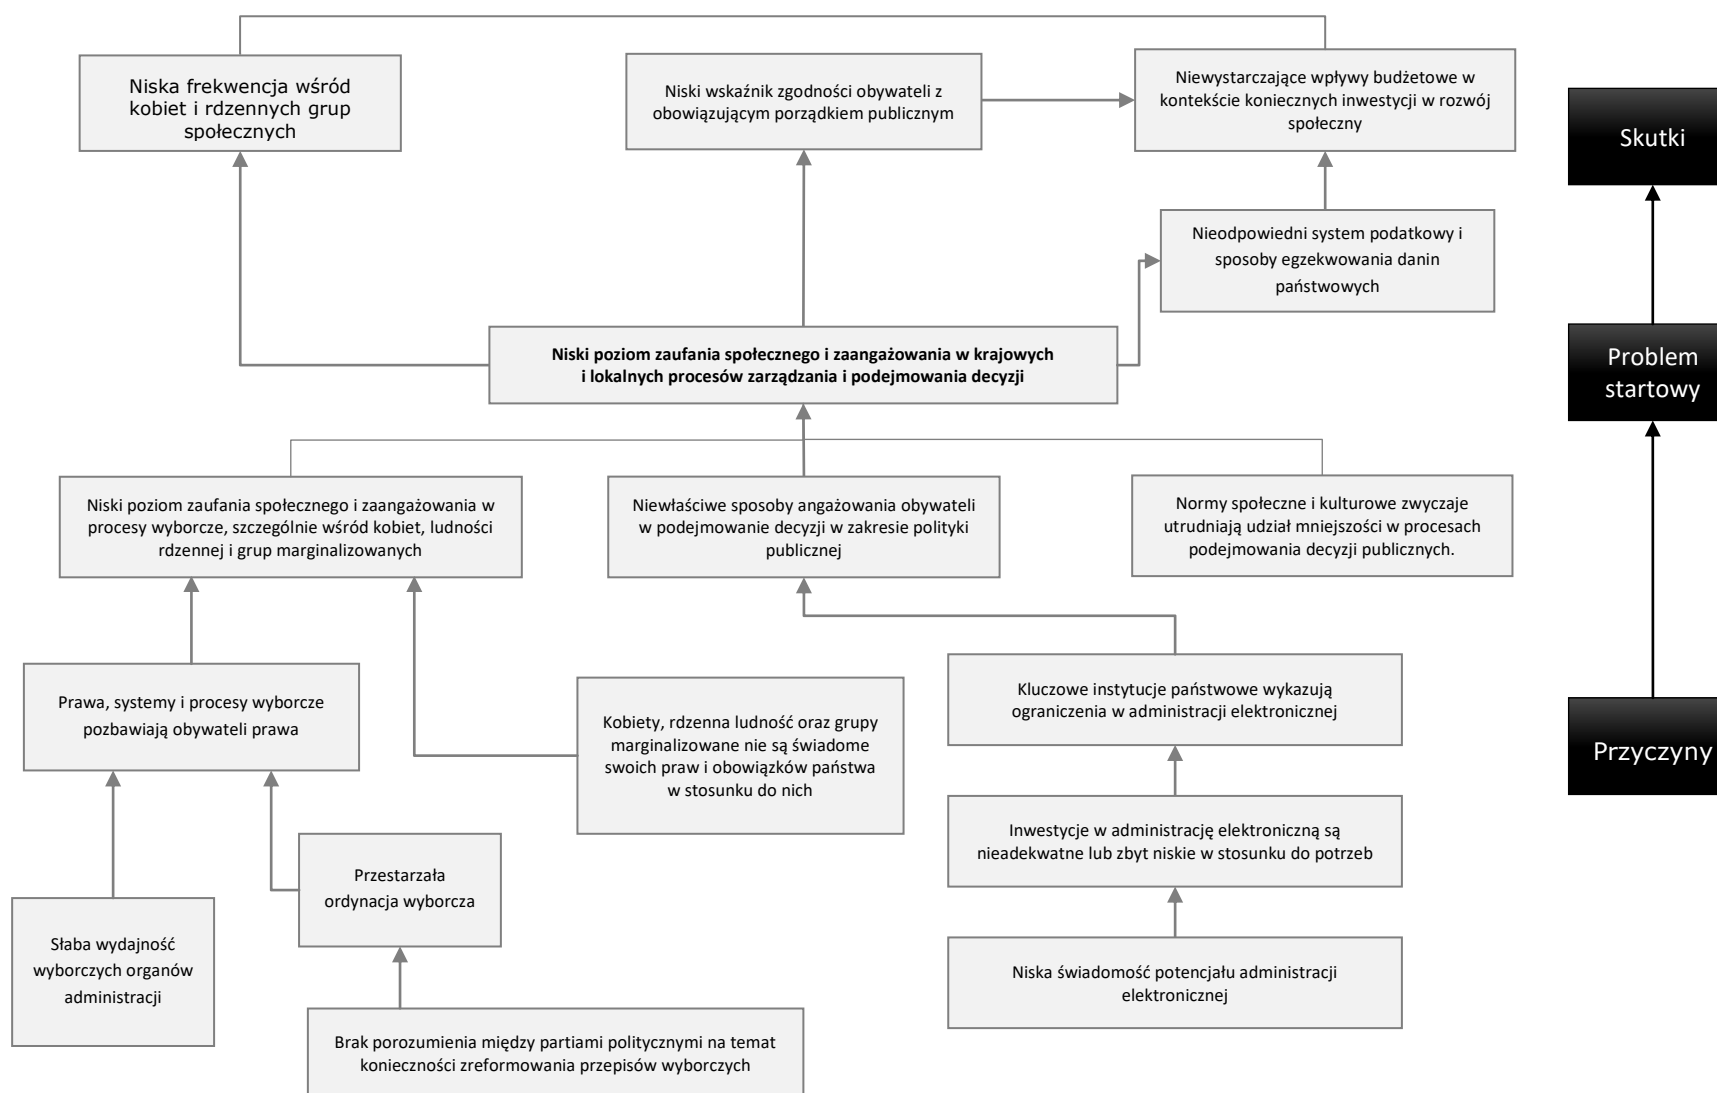 Niska frekwencja wśród
kobiet i rdzennych grup
społecznych
Niski wskaźnik zgodności obywateli z
obowiązującym porządkiem publicznym
Niewystarczające wpływy budżetowe w
kontekście koniecznych inwestycji w rozwój
społeczny
Skutki
Nieodpowiedni system podatkowy i
sposoby egzekwowania danin
państwowych
Niski poziom zaufania społecznego i zaangażowania w krajowych
i lokalnych procesów zarządzania i podejmowania decyzji
Problem
startowy
Niski poziom zaufania społecznego i zaangażowania w
procesy wyborcze, szczególnie wśród kobiet, ludności
rdzennej i grup marginalizowanych
Niewłaściwe sposoby angażowania obywateli
w podejmowanie decyzji w zakresie polityki
publicznej
Normy społeczne i kulturowe zwyczaje
utrudniają udział mniejszości w procesach
podejmowania decyzji publicznych.
Prawa, systemy i procesy wyborcze
pozbawiają obywateli prawa
Kobiety, rdzenna ludność oraz grupy
marginalizowane nie są świadome
swoich praw i obowiązków państwa
w stosunku do nich
Kluczowe instytucje państwowe wykazują
ograniczenia w administracji elektronicznej
Przyczyny
Inwestycje w administrację elektroniczną są
nieadekwatne lub zbyt niskie w stosunku do potrzeb
Przestarzała
ordynacja wyborcza
Słaba wydajność
wyborczych organów
administracji
Niska świadomość potencjału administracji
elektronicznej
Brak porozumienia między partiami politycznymi na temat
konieczności zreformowania przepisów wyborczych